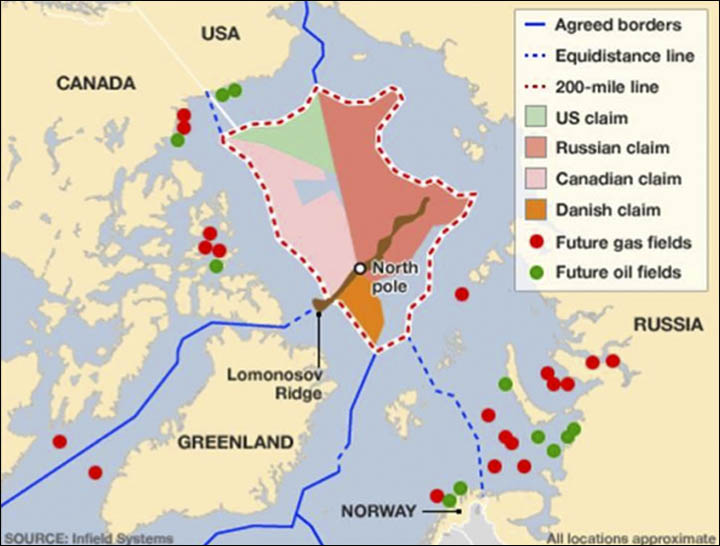 USA
CANADA
Agreed borders
Equidistance line
200-mile line
US claim
Russian claim
Canadian claim
Danish claim
Future gas fields
Future oil fields
North
pole
RUSSIA
Lomonosov
Ridge
GREENLAND
NORWAY
SOURCE: Infield Systems
All locations approximate